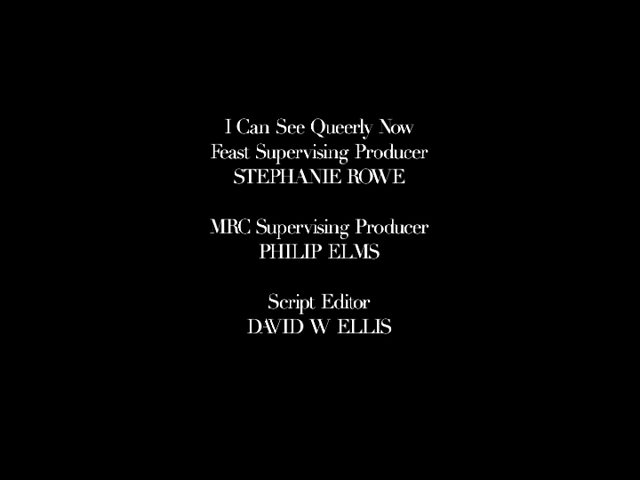 I Can See Queerly Now
Feast Supervising Producer
STEPHANIE ROWE
MRC Supervising Producer
PHILIP ELMS
Script Editor
DAVID W ELLIS